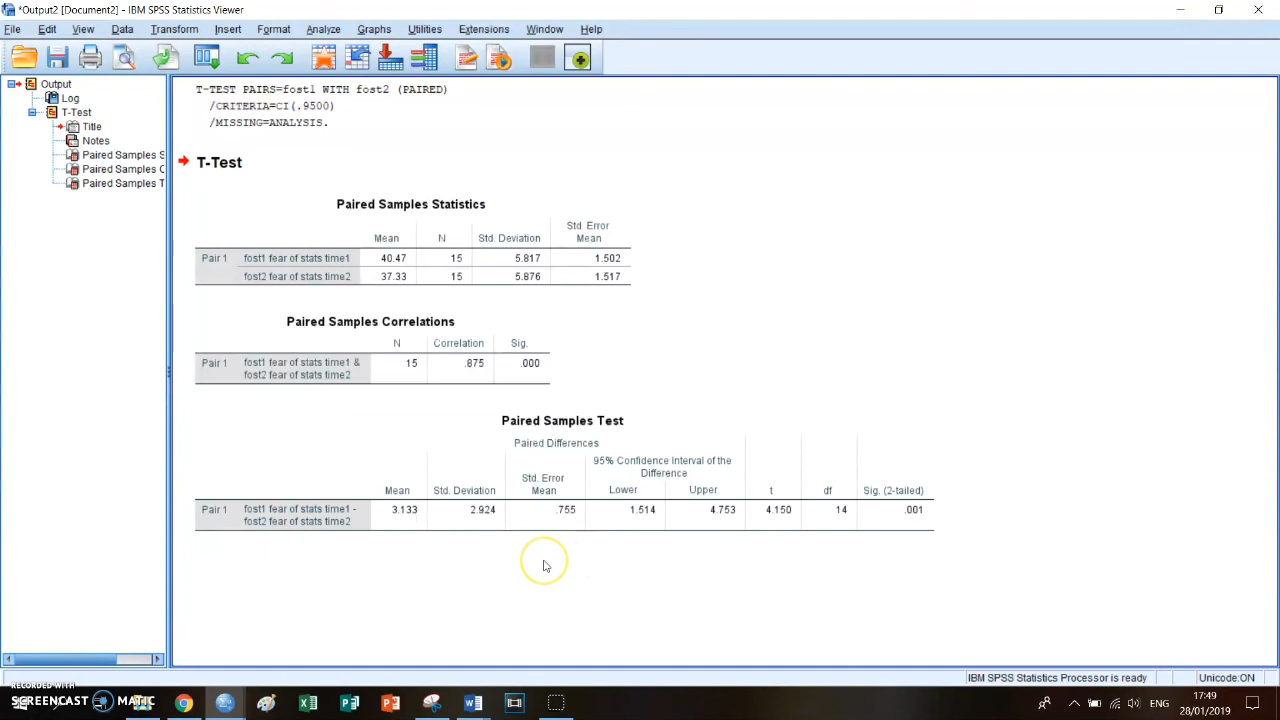 *Output2 [Document2] - IBM SPSS Statistics Viewer
File Edit View Data Transform Insert Format Analyze Graphs Utilities Extensions Window Help
Output
Log
T-Test
Title
Notes
Paired Samples S
Paired Samples C
Paired Samples T
T-TEST PAIRS=fost1 WITH fost2 (PAIRED)
/CRITERIA=CI(.9500)
/MISSING=ANALYSIS.
T-Test
Paired Samples Statistics
Mean N Std. Deviation Std. Error Mean
Pair 1 fost1 fear of stats time1 40.47 15 5.817 1.502
fost2 fear of stats time2 37.33 15 5.876 1.517
Paired Samples Correlations
N Correlation Sig.
Pair 1 fost1 fear of stats time1 & 15 .875 .000
fost2 fear of stats time2
Paired Samples Test
Paired Differences
95% Confidence Interval of the
Difference
Mean Std. Deviation Std. Error Mean Lower Upper t df Sig. (2-tailed)
Pair 1 fost1 fear of stats time1 - 3.133 2.924 .755 1.514 4.753 4.150 14 .001
fost2 fear of stats time2
IBM SPSS Statistics Processor is ready Unicode:ON
RECORDED WITH
SCREENCAST MATIC
ENG
17:49
28/01/2019